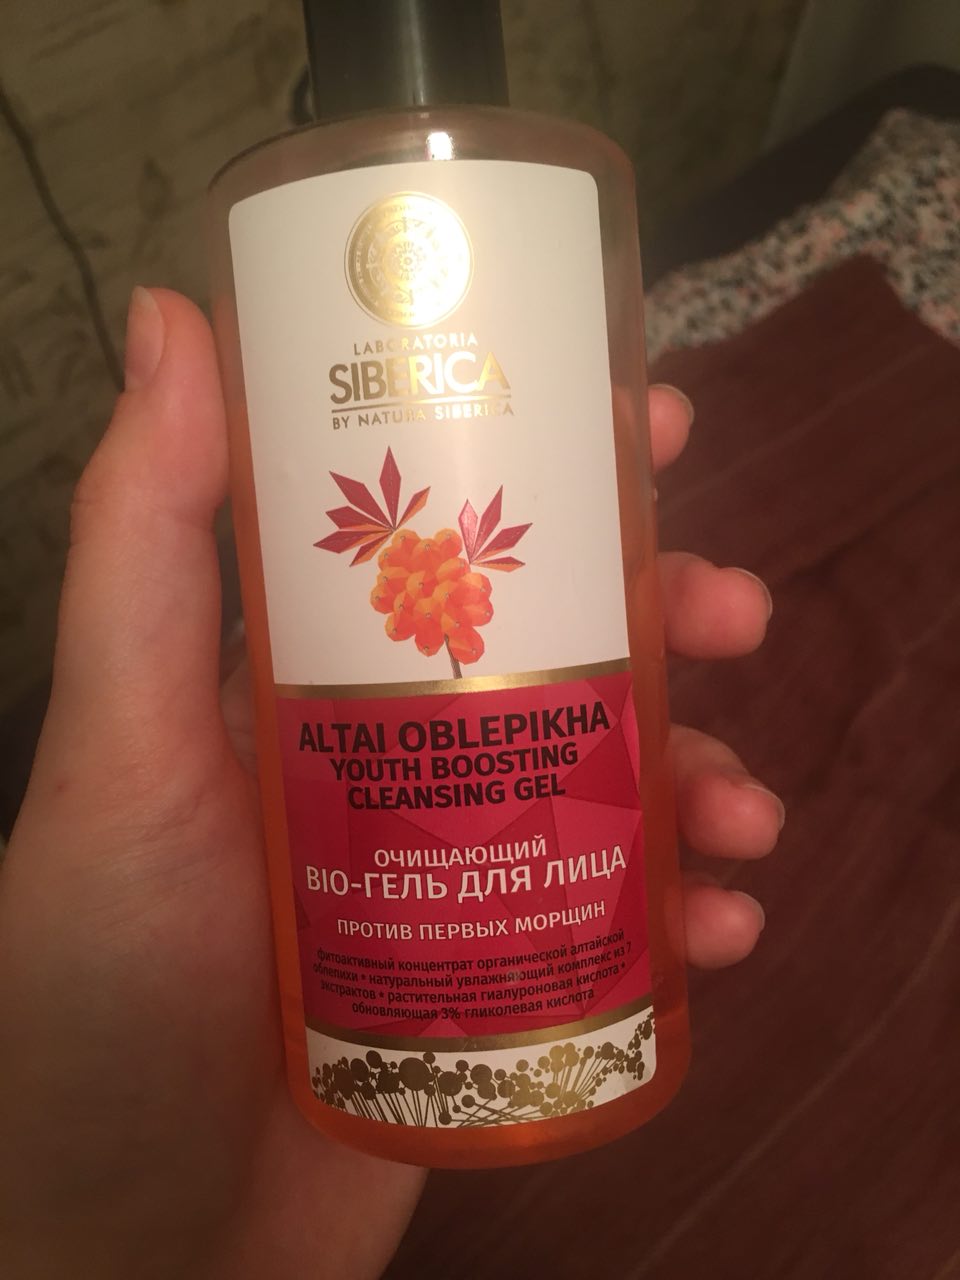 LABORATORIA
SIBERICA
BY NATURA SIBERICA
ALTAI OBLEPIKHA
YOUTH BOOSTING
CLEANSING GEL
ОЧИЩАЮЩИЙ
BIO-ГЕЛЬ ДЛЯ ЛИЦА
ПРОТИВ ПЕРВЫХ МОРЩИН
фитоактивный концентрат органической алтайской
облепихи • натуральный увлажняющий комплекс из 7
экстрактов • растительная гиалуроновая кислота •
обновляющая 3% гликолевая кислота